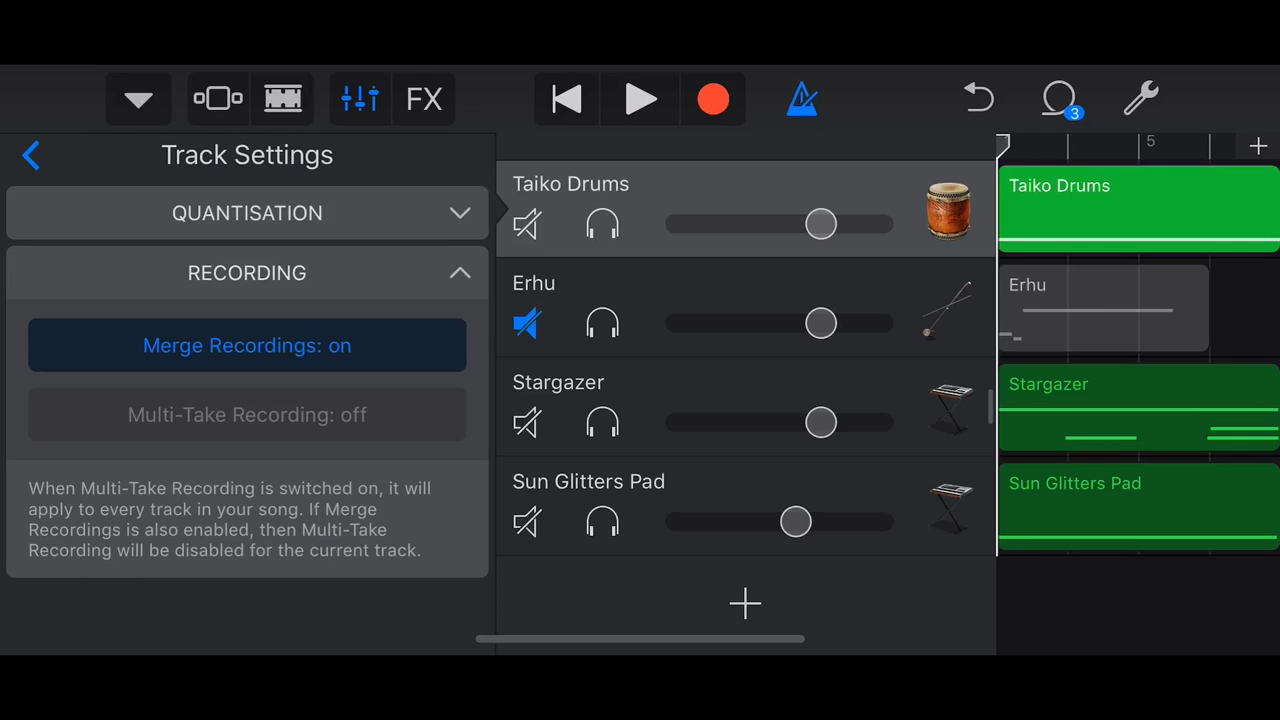 FX
3
Track Settings
QUANTISATION
RECORDING
Merge Recordings: on
Multi-Take Recording: off
When Multi-Take Recording is switched on, it will
apply to every track in your song. If Merge
Recordings is also enabled, then Multi-Take
Recording will be disabled for the current track.
Taiko Drums
Erhu
Stargazer
Sun Glitters Pad
5
Taiko Drums
Erhu
Stargazer
Sun Glitters Pad